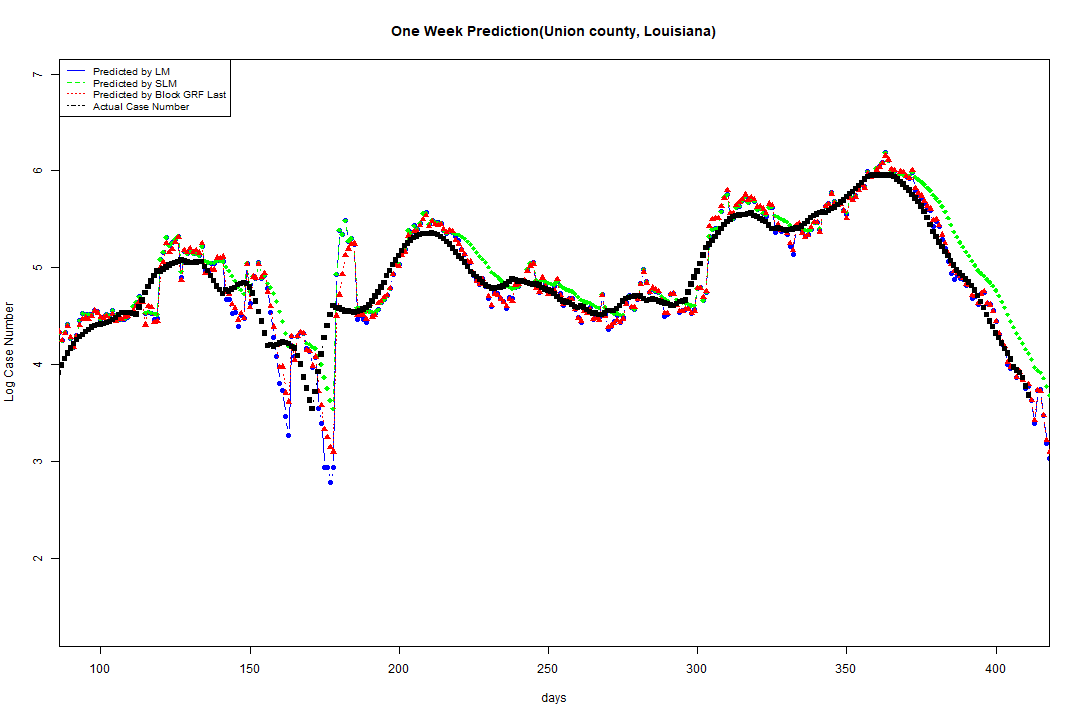 One Week Prediction(Union county, Louisiana)
Predicted by LM
Predicted by SLM
Predicted by Block GRF Last
Actual Case Number
7
6
5
4
3
2
Log Case Number
100 150 200 250 300 350 400
days